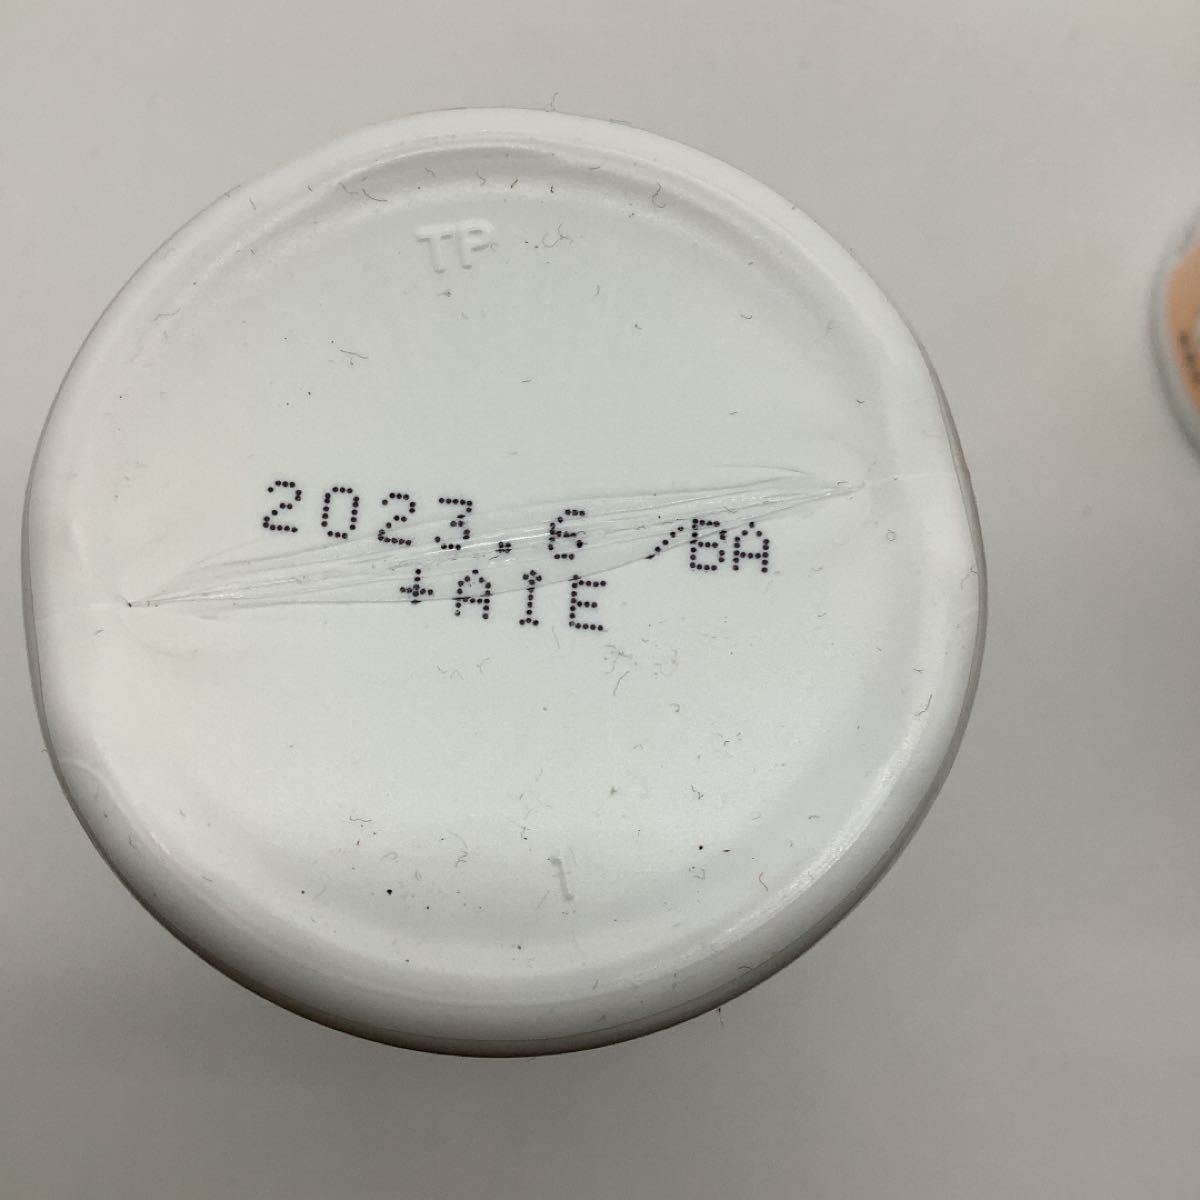 TP
2023.6 /BA
+AIE
1